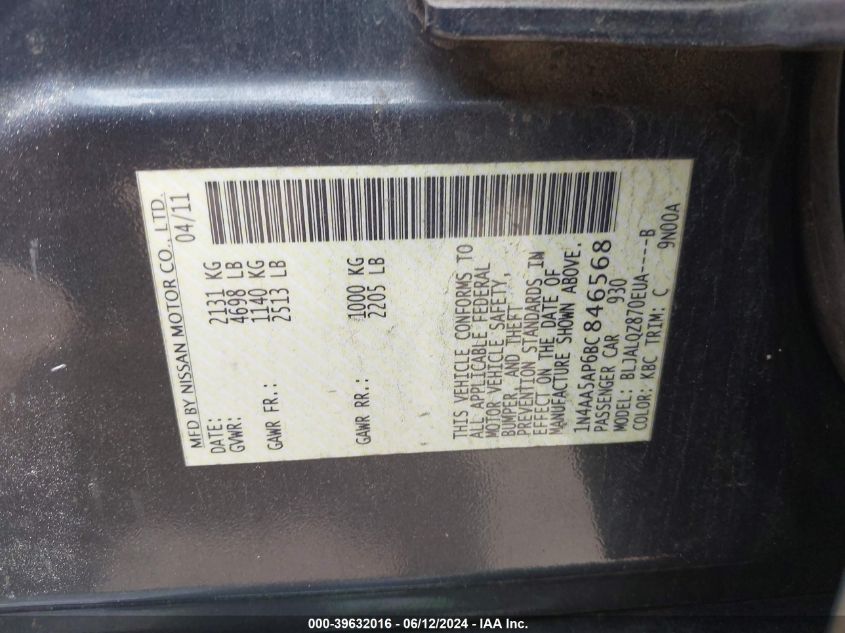 MFD BY NISSAN MOTOR CO., LTD.
DATE: 04/11
GVWR: 2131 KG
4698 LB
GAWR FR.: 1140 KG
2513 LB
GAWR RR.: 1000 KG
2205 LB
THIS VEHICLE CONFORMS TO
ALL APPLICABLE FEDERAL
MOTOR VEHICLE SAFETY,
BUMPER, AND THEFT
PREVENTION STANDARDS IN
EFFECT ON THE DATE OF
MANUFACTURE SHOWN ABOVE.
1N4AA5AP6BC846568
PASSENGER CAR 930
MODEL: BLJALQZ870EUA-----B
COLOR: KBC TRIM: C 9N00A
000-39632016 - 06/12/2024 - IAA Inc.